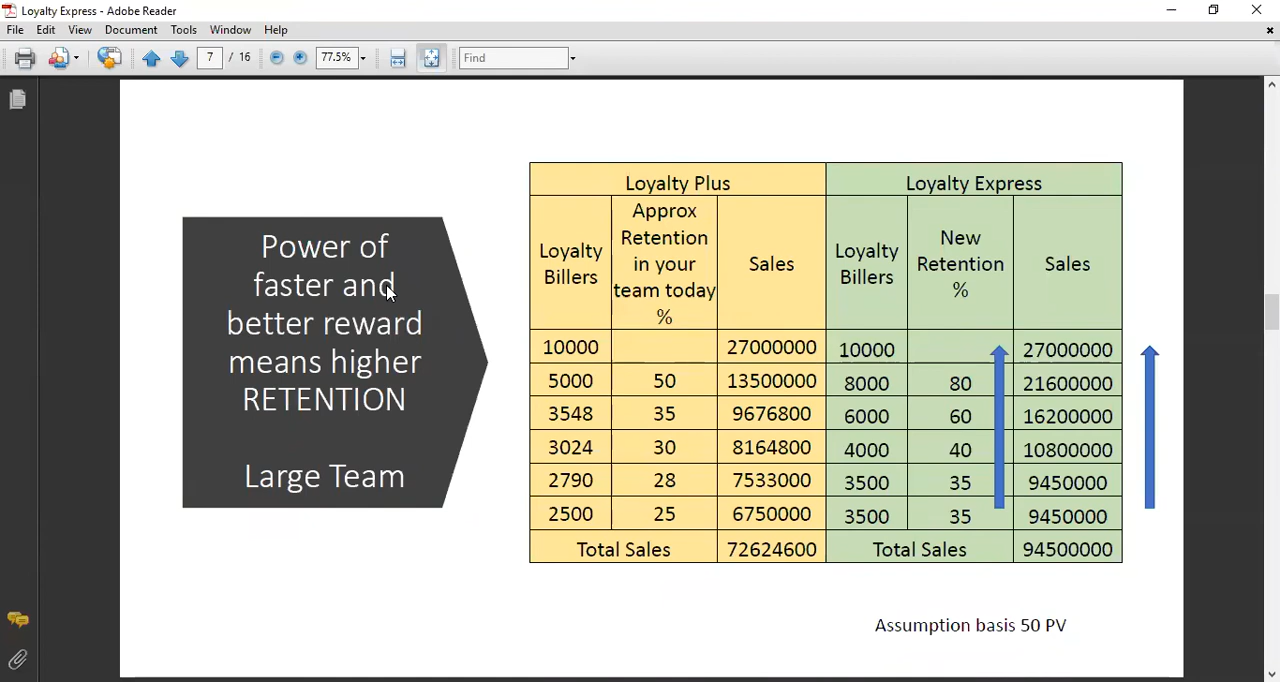 Loyalty Express - Adobe Reader
File Edit View Document Tools Window Help
7 / 16 77.5% Find
Power of
faster and
better reward
means higher
RETENTION
Large Team
Loyalty Plus Loyalty Express
Loyalty Billers Approx Retention in your team today % Sales Loyalty Billers New Retention % Sales
10000 27000000 10000 27000000
5000 50 13500000 8000 80 21600000
3548 35 9676800 6000 60 16200000
3024 30 8164800 4000 40 10800000
2790 28 7533000 3500 35 9450000
2500 25 6750000 3500 35 9450000
Total Sales 72624600 Total Sales 94500000
Assumption basis 50 PV